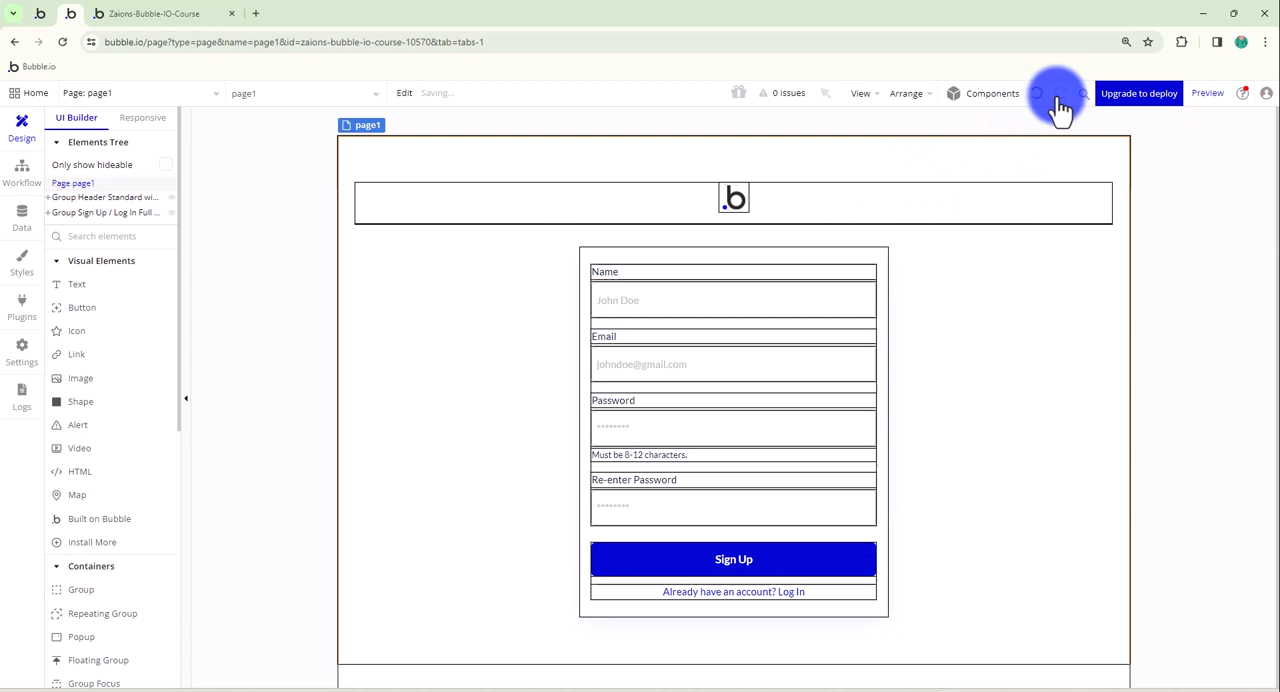 Zaions-Bubble-IO-Course
bubble.io/page?type=page&name=page1&id=zaions-bubble-io-course-10570&tab=tabs-1
Bubble.io
Home
Page: page1
page1
Edit
Saving...
0 issues
View
Arrange
Components
Upgrade to deploy
Preview
Design
Workflow
Data
Styles
Plugins
Settings
Logs
UI Builder
Responsive
Elements Tree
Only show hideable
Page page1
Group Header Standard wi...
Group Sign Up / Log In Full ...
Search elements
Visual Elements
Text
Button
Icon
Link
Image
Shape
Alert
Video
HTML
Map
Built on Bubble
Install More
Containers
Group
Repeating Group
Popup
Floating Group
Group Focus
page1
.b
Name
John Doe
Email
johndoe@gmail.com
Password
********
Must be 8-12 characters.
Re-enter Password
********
Sign Up
Already have an account? Log In